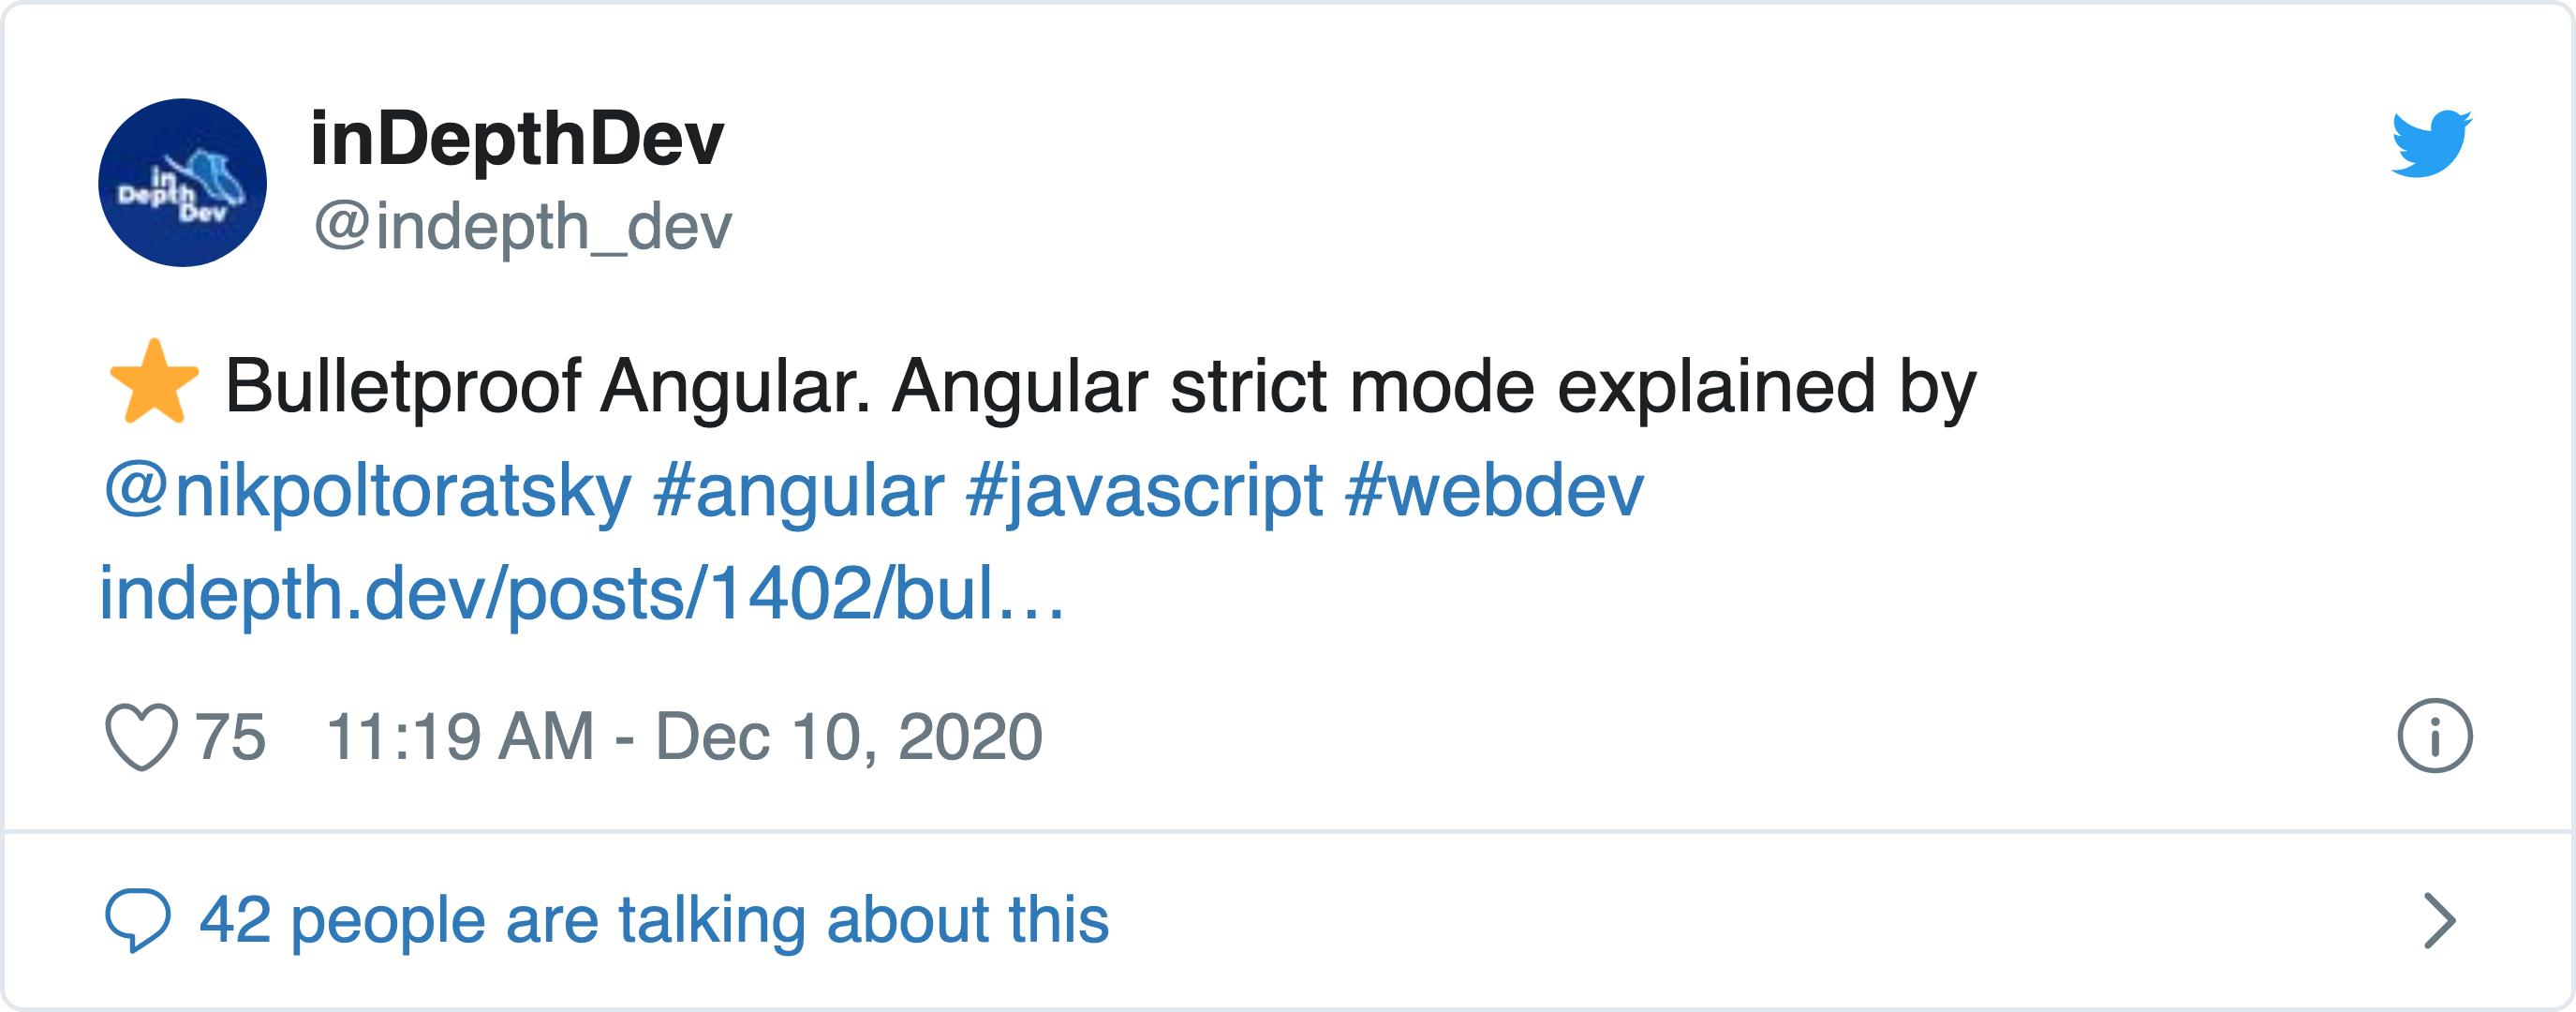 in
Depth
Dev
inDepthDev
@indepth_dev
⭐ Bulletproof Angular. Angular strict mode explained by
@nikpoltoratsky #angular #javascript #webdev
indepth.dev/posts/1402/bul…
75 11:19 AM - Dec 10, 2020
42 people are talking about this